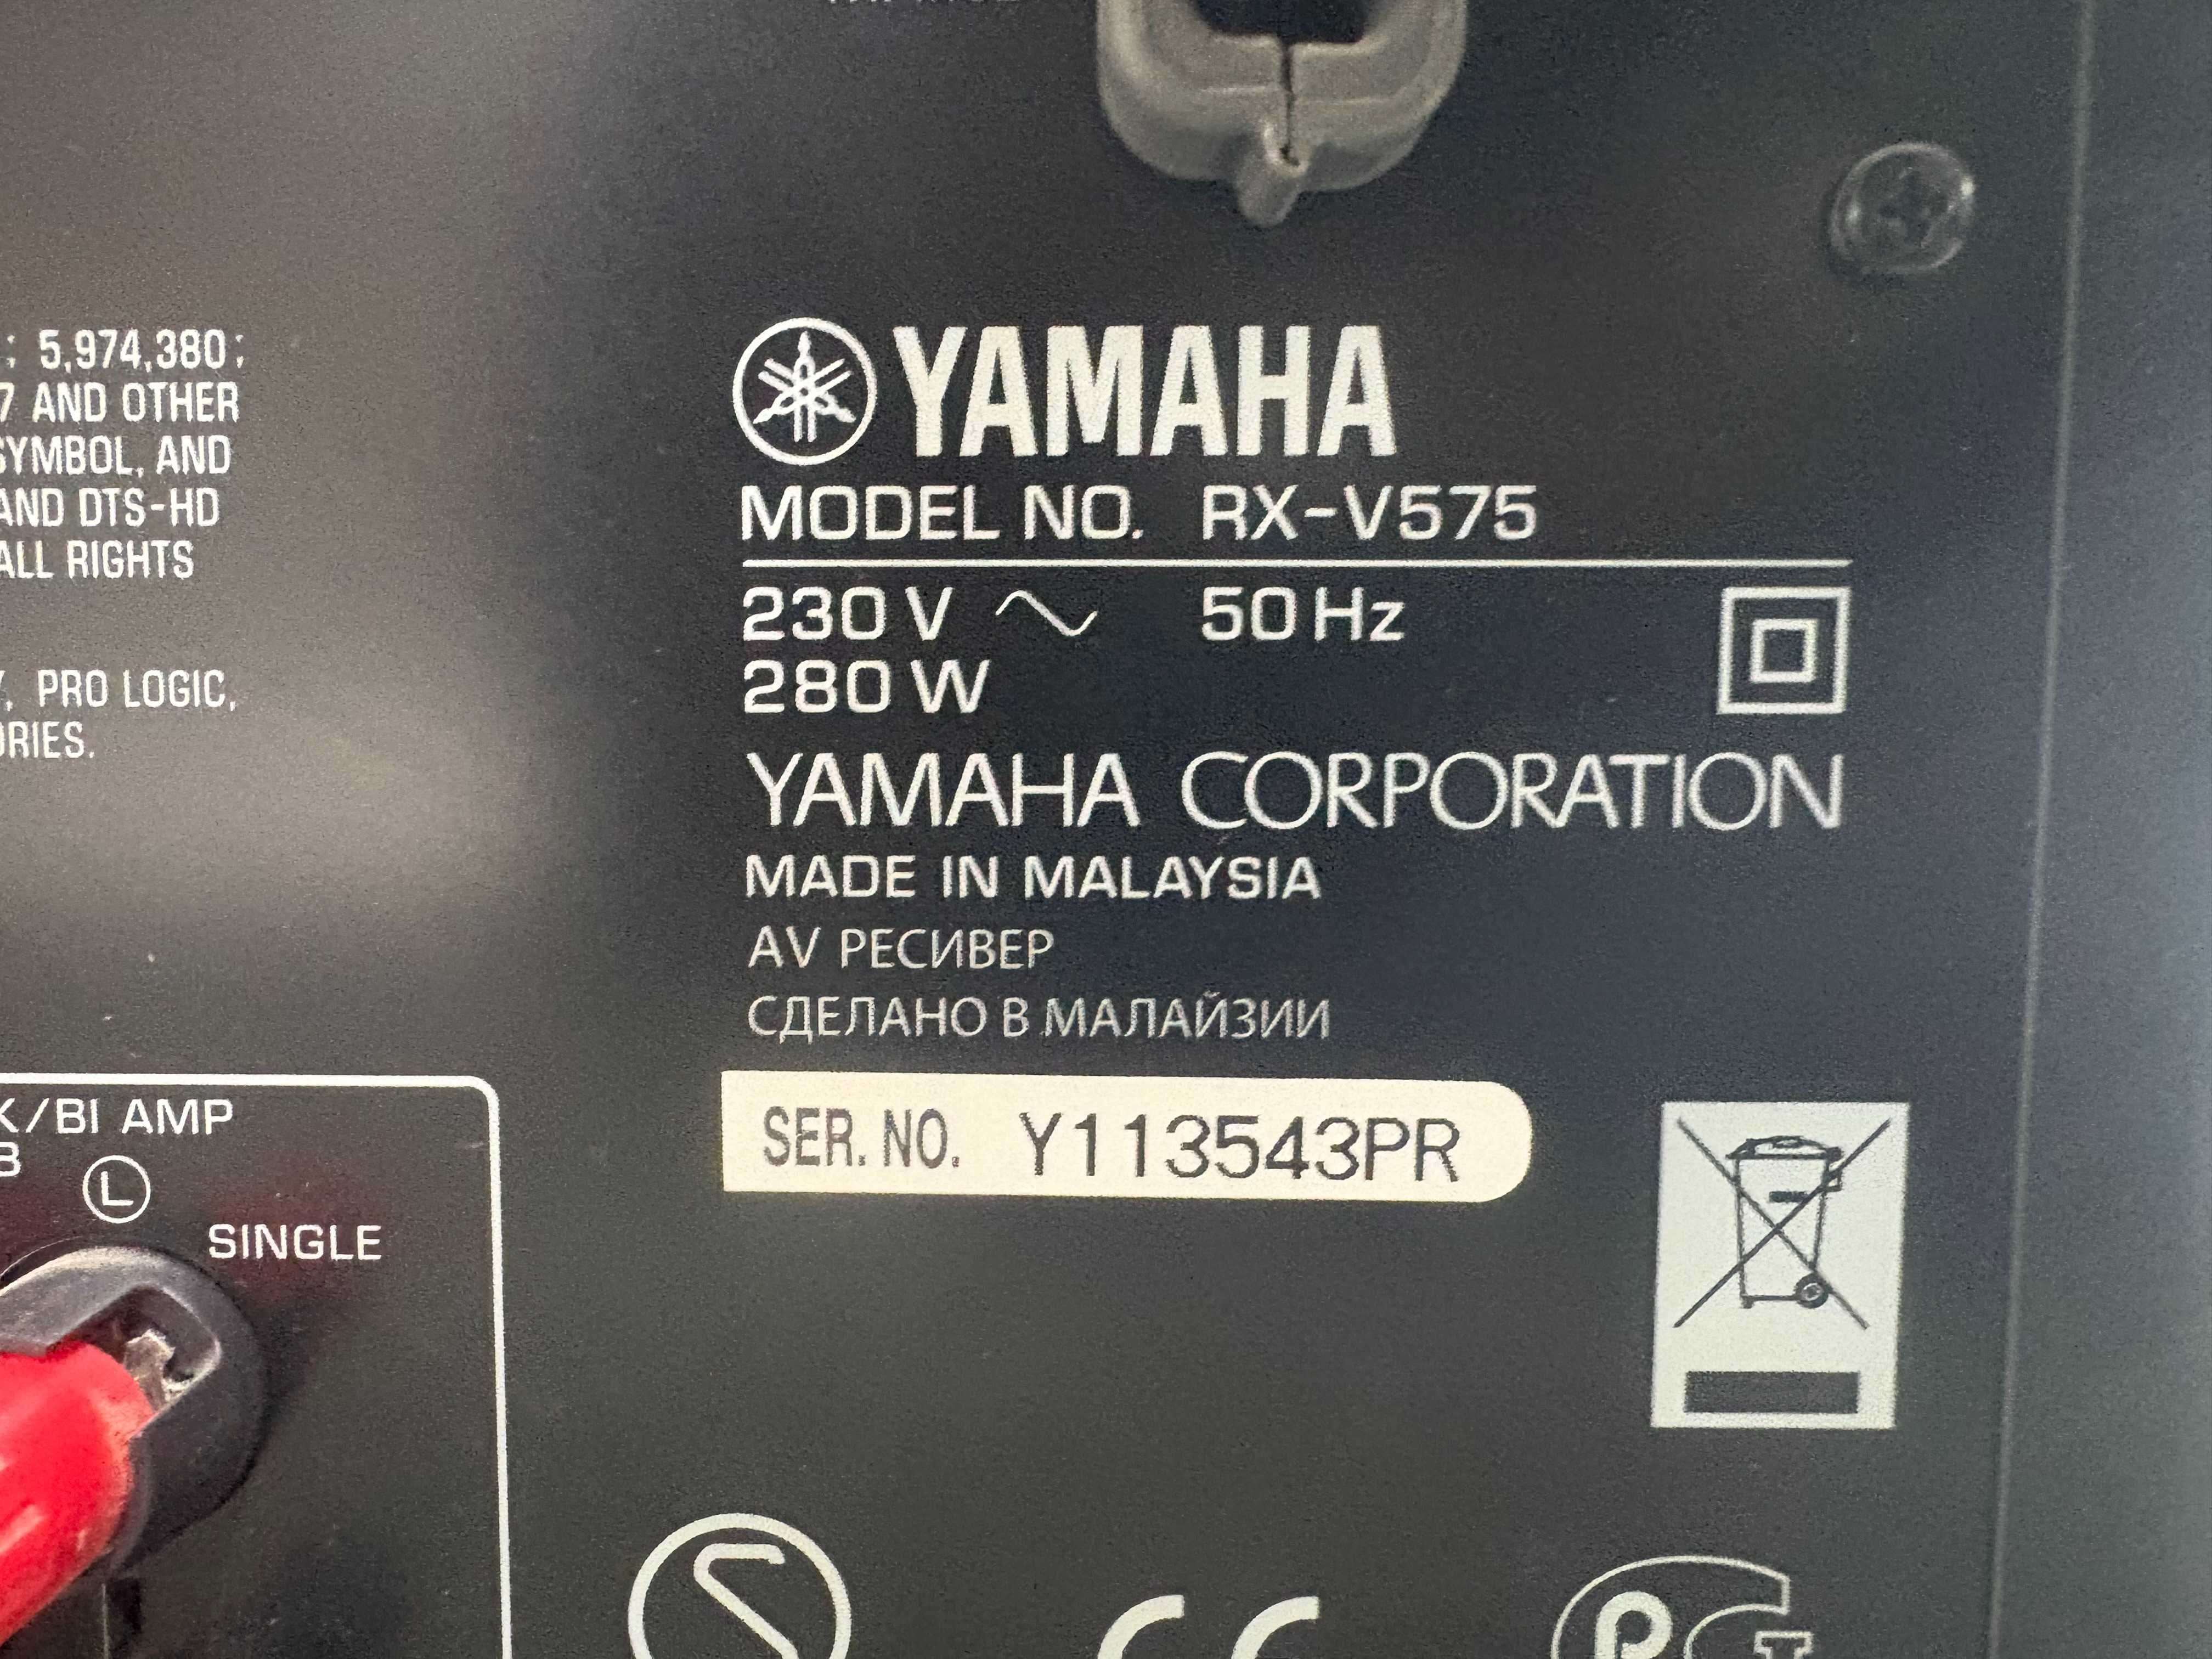 ; 5,974,380;
7 AND OTHER
SYMBOL, AND
AND DTS-HD
ALL RIGHTS
PRO LOGIC,
YAMAHA
MODEL NO. RX-V575
230 V ~ 50 Hz
280 W
YAMAHA CORPORATION
MADE IN MALAYSIA
AV РЕСИВЕР
СДЕЛАНО В МАЛАЙЗИИ
SER. NO. Y113543PR
/BI AMP
B
L
SINGLE
CE